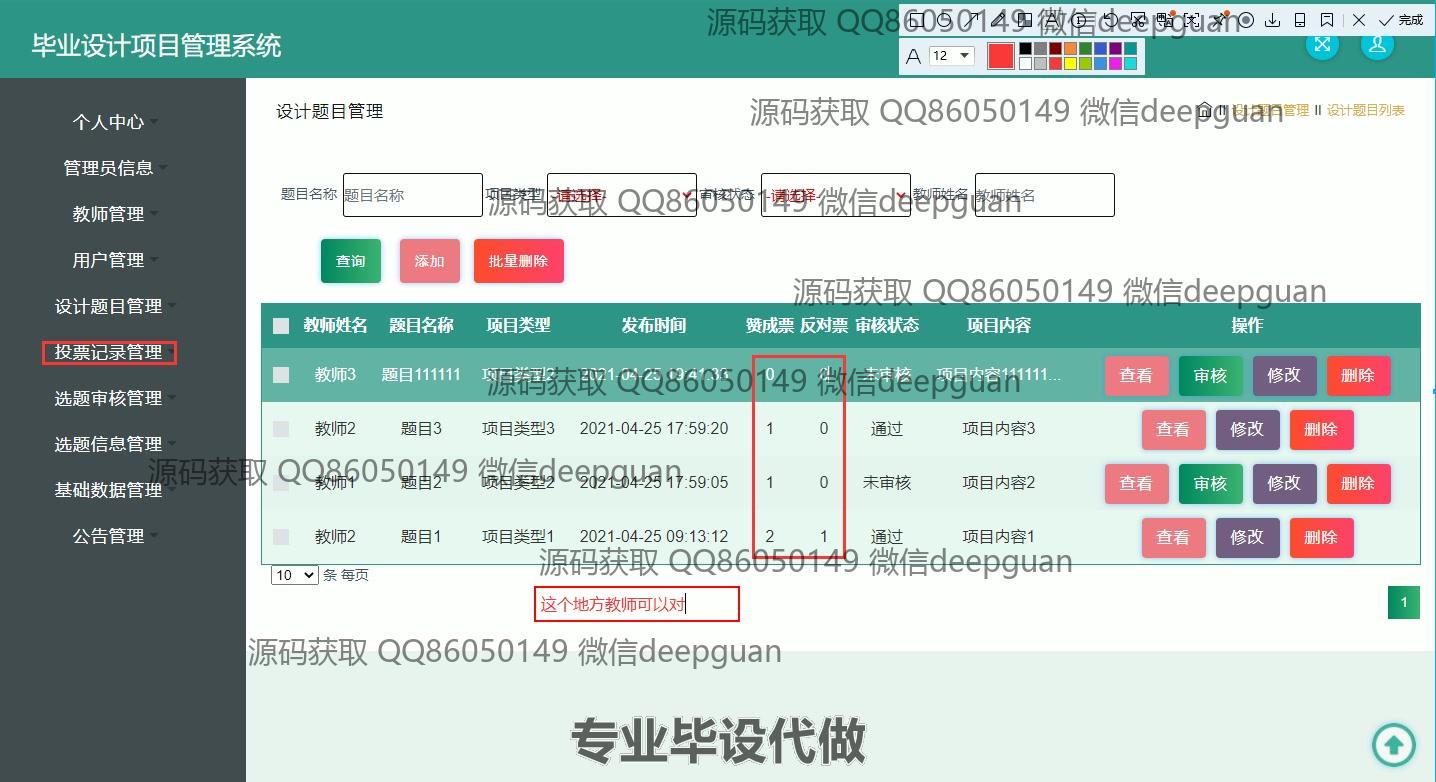 源码获取 QQ86050149 微信deepguan
完成
毕业设计项目管理系统
A 12
设计题目管理
源码获取 QQ86050149 微信deepguan
设计题目管理 设计题目列表
个人中心
管理员信息
教师管理
用户管理
设计题目管理
投票记录管理
选题审核管理
选题信息管理
基础数据管理
公告管理
题目名称 题目名称 项目类型 -请选择- 审核状态 -请选择- 教师姓名 教师姓名
源码获取 QQ86050149 微信deepguan
查询 添加 批量删除
源码获取 QQ86050149 微信deepguan
教师姓名 题目名称 项目类型 发布时间 赞成票 反对票 审核状态 项目内容 操作
教师3 题目111111 2021-04-25 19:41:33 0 未审核 项目内容111111... 查看 审核 修改 删除
源码获取 QQ86050149 微信deepguan
教师2 题目3 项目类型3 2021-04-25 17:59:20 1 0 通过 项目内容3 查看 修改 删除
源码获取 QQ86050149 微信deepguan
教师1 题目2 项目类型2 2021-04-25 17:59:05 1 0 未审核 项目内容2 查看 审核 修改 删除
教师2 题目1 项目类型1 2021-04-25 09:13:12 2 1 通过 项目内容1 查看 修改 删除
源码获取 QQ86050149 微信deepguan
10 条 每页
这个地方教师可以对
1
源码获取 QQ86050149 微信deepguan
专业毕设代做